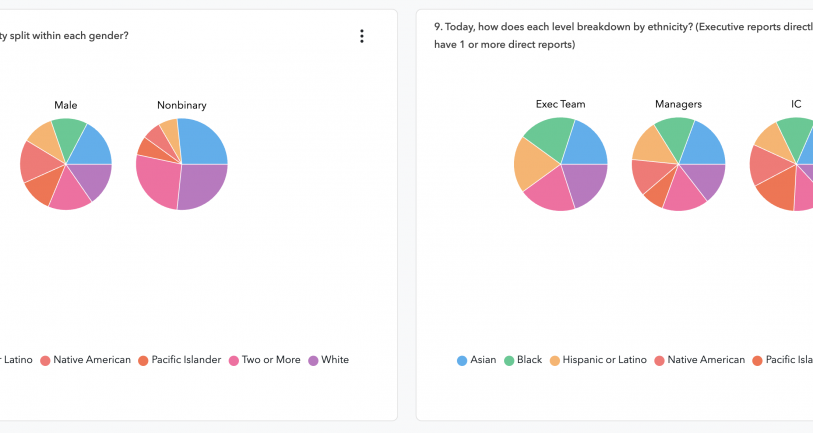 ty split within each gender?
Male
Nonbinary
Latino
Native American
Pacific Islander
Two or More
White
9. Today, how does each level breakdown by ethnicity? (Executive reports directl
have 1 or more direct reports)
Exec Team
Managers
IC
Asian
Black
Hispanic or Latino
Native American
Pacific Isla